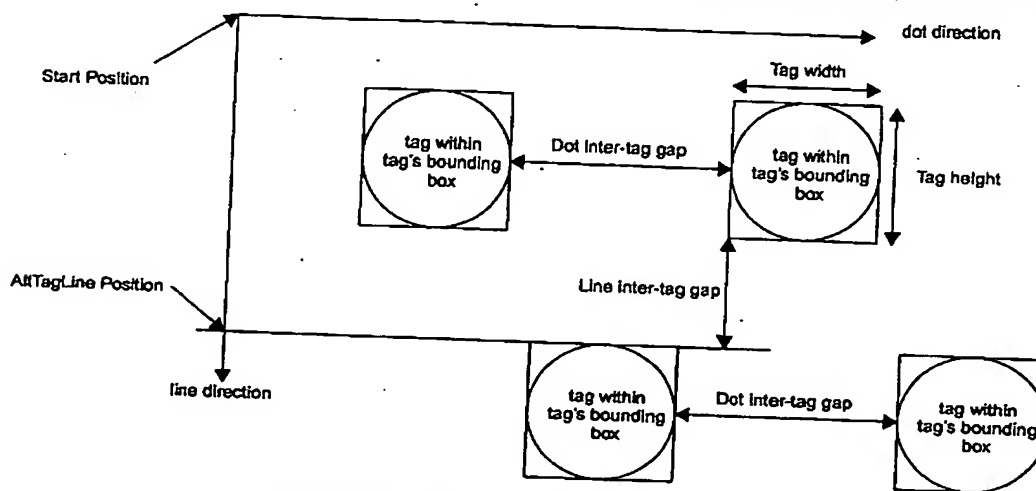 dot direction
Start Position
Tag width
tag within
tag's bounding
box
Dot inter-tag gap
tag within
tag's bounding
box
Tag height
AltTagLine Position
Line inter-tag gap
line direction
tag within
tag's bounding
box
Dot inter-tag gap
tag within
tag's bounding
box